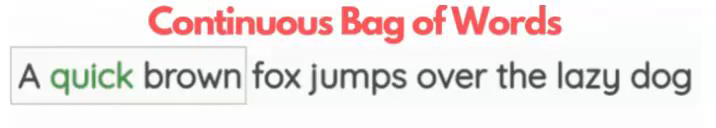 Continuous Bag of Words
A quick brown fox jumps over the lazy dog